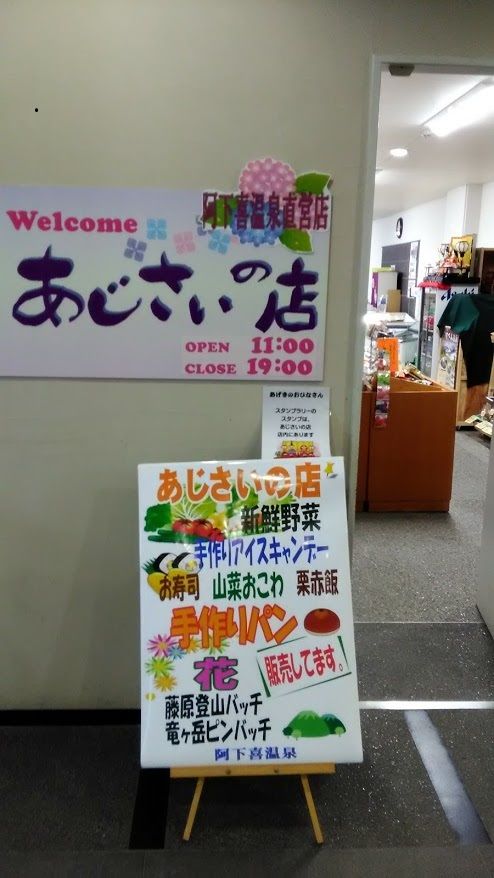 阿下喜温泉直営店
Welcome
あじさいの店
OPEN 11:00
CLOSE 19:00
あげきのおひなさん
スタンプラリーの
スタンプは、
あじさいの店
店内にあります
あじさいの店
新鮮野菜
手作りアイスキャンデー
お寿司 山菜おこわ 栗赤飯
手作りパン
花
販売してます。
藤原登山バッチ
竜ヶ岳ピンバッチ
阿下喜温泉